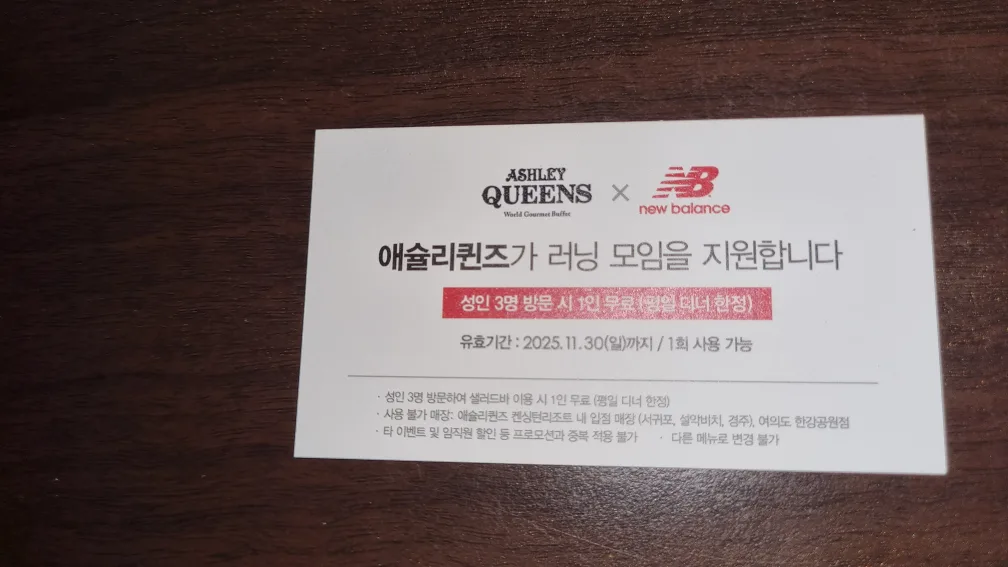 ASHLEY
QUEENS
World Gourmet Buffet
×
NB
new balance
애슐리퀸즈가 러닝 모임을 지원합니다
성인 3명 방문 시 1인 무료 (평일 디너 한정)
유효기간 : 2025.11.30(일)까지 / 1회 사용 가능
· 성인 3명 방문하여 샐러드바 이용 시 1인 무료 (평일 디너 한정)
· 사용 불가 매장: 애슐리퀸즈 켄싱턴리조트 내 입점 매장 (서귀포, 설악비치, 경주), 여의도 한강공원점
· 타 이벤트 및 임직원 할인 등 프로모션과 중복 적용 불가 · 다른 메뉴로 변경 불가